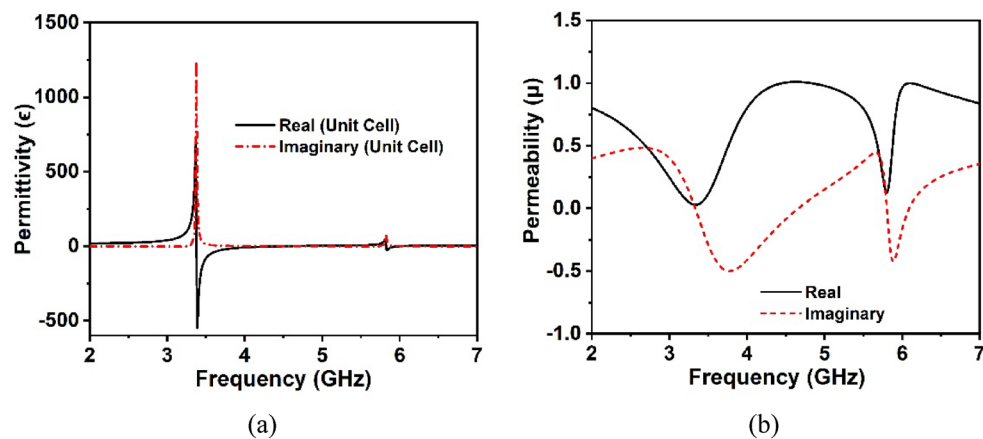 1500
1000
500
0
-500
Permittivity (ϵ)
Real (Unit Cell)
Imaginary (Unit Cell)
2 3 4 5 6 7
Frequency (GHz)
(a)
1.5
1.0
0.5
0.0
-0.5
-1.0
Permeability (μ)
Real
Imaginary
2 3 4 5 6 7
Frequency (GHz)
(b)